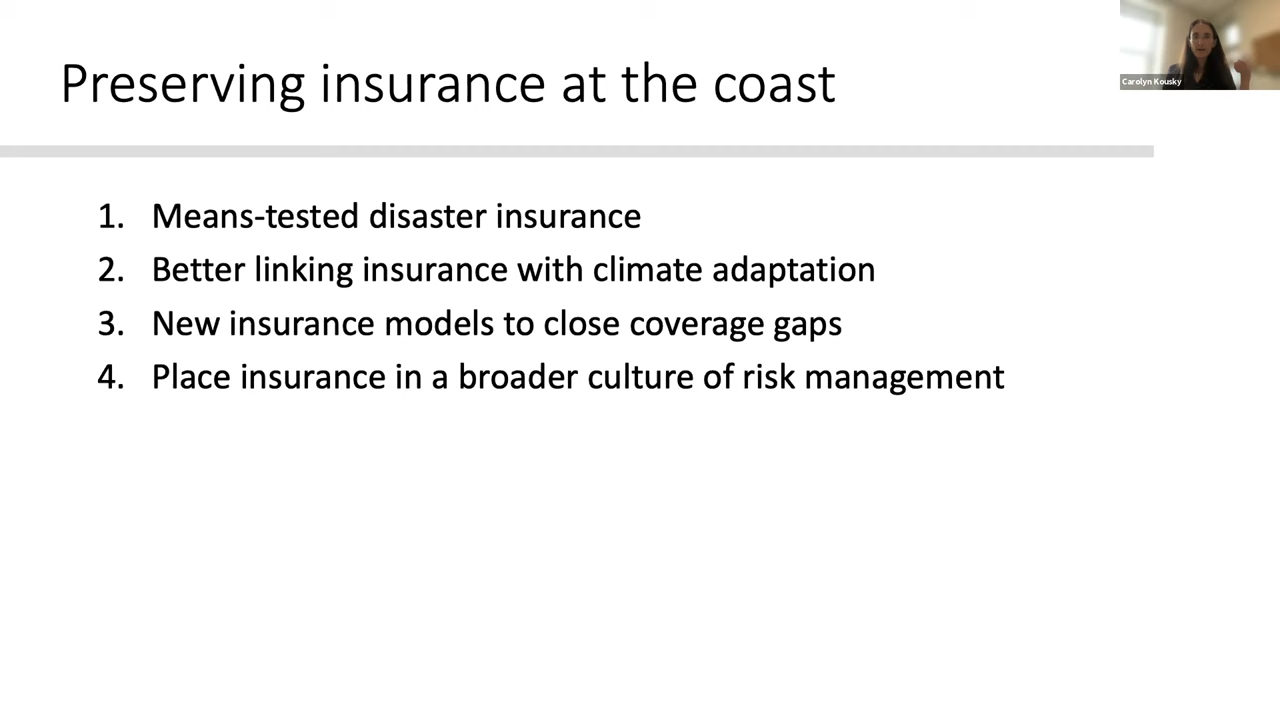 Preserving insurance at the coast
Carolyn Kousky
1. Means-tested disaster insurance
2. Better linking insurance with climate adaptation
3. New insurance models to close coverage gaps
4. Place insurance in a broader culture of risk management